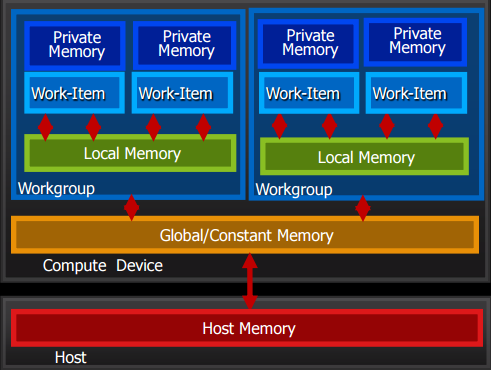 Private
Memory
Private
Memory
Private
Memory
Private
Memory
Work-Item
Work-Item
Work-Item
Work-Item
Local Memory
Local Memory
Workgroup
Workgroup
Global/Constant Memory
Compute Device
Host Memory
Host